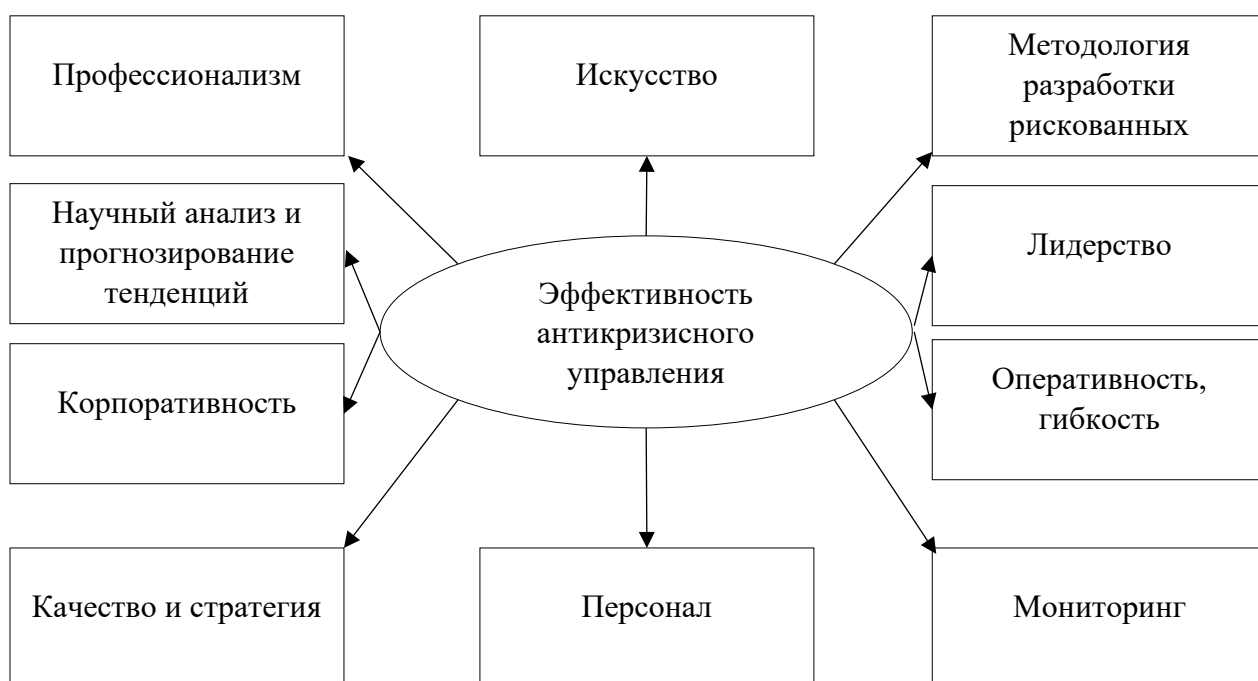 Профессионализм
Искусство
Методология
разработки
рискованных
Научный анализ и
прогнозирование
тенденций
Лидерство
Эффективность
антикризисного
управления
Корпоративность
Оперативность,
гибкость
Качество и стратегия
Персонал
Мониторинг